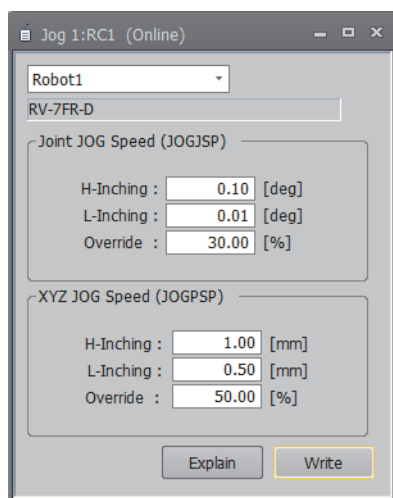 Jog 1:RC1 (Online)
Robot1
RV-7FR-D
Joint JOG Speed (JOGJSP)
H-Inching : 0.10 [deg]
L-Inching : 0.01 [deg]
Override : 30.00 [%]
XYZ JOG Speed (JOGPSP)
H-Inching : 1.00 [mm]
L-Inching : 0.50 [mm]
Override : 50.00 [%]
Explain Write